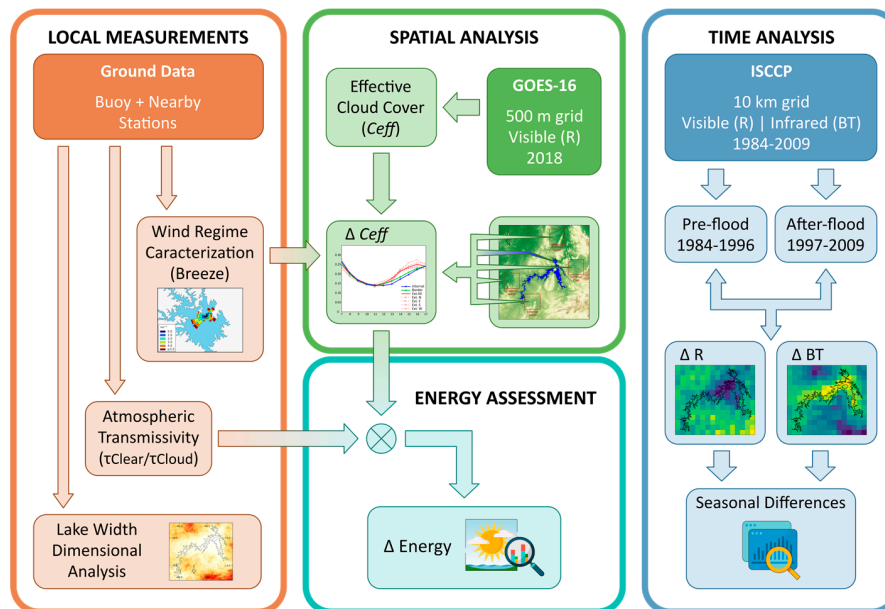 LOCAL MEASUREMENTS
Ground Data
Buoy + Nearby
Stations
Wind Regime
Caracterization
(Breeze)
Atmospheric
Transmissivity
(τClear/τCloud)
Lake Width
Dimensional
Analysis
SPATIAL ANALYSIS
Effective
Cloud Cover
(Ceff)
GOES-16
500 m grid
Visible (R)
2018
Δ Ceff
ENERGY ASSESSMENT
Δ Energy
TIME ANALYSIS
ISCCP
10 km grid
Visible (R) | Infrared (BT)
1984-2009
Pre-flood
1984-1996
After-flood
1997-2009
Δ R
Δ BT
Seasonal Differences